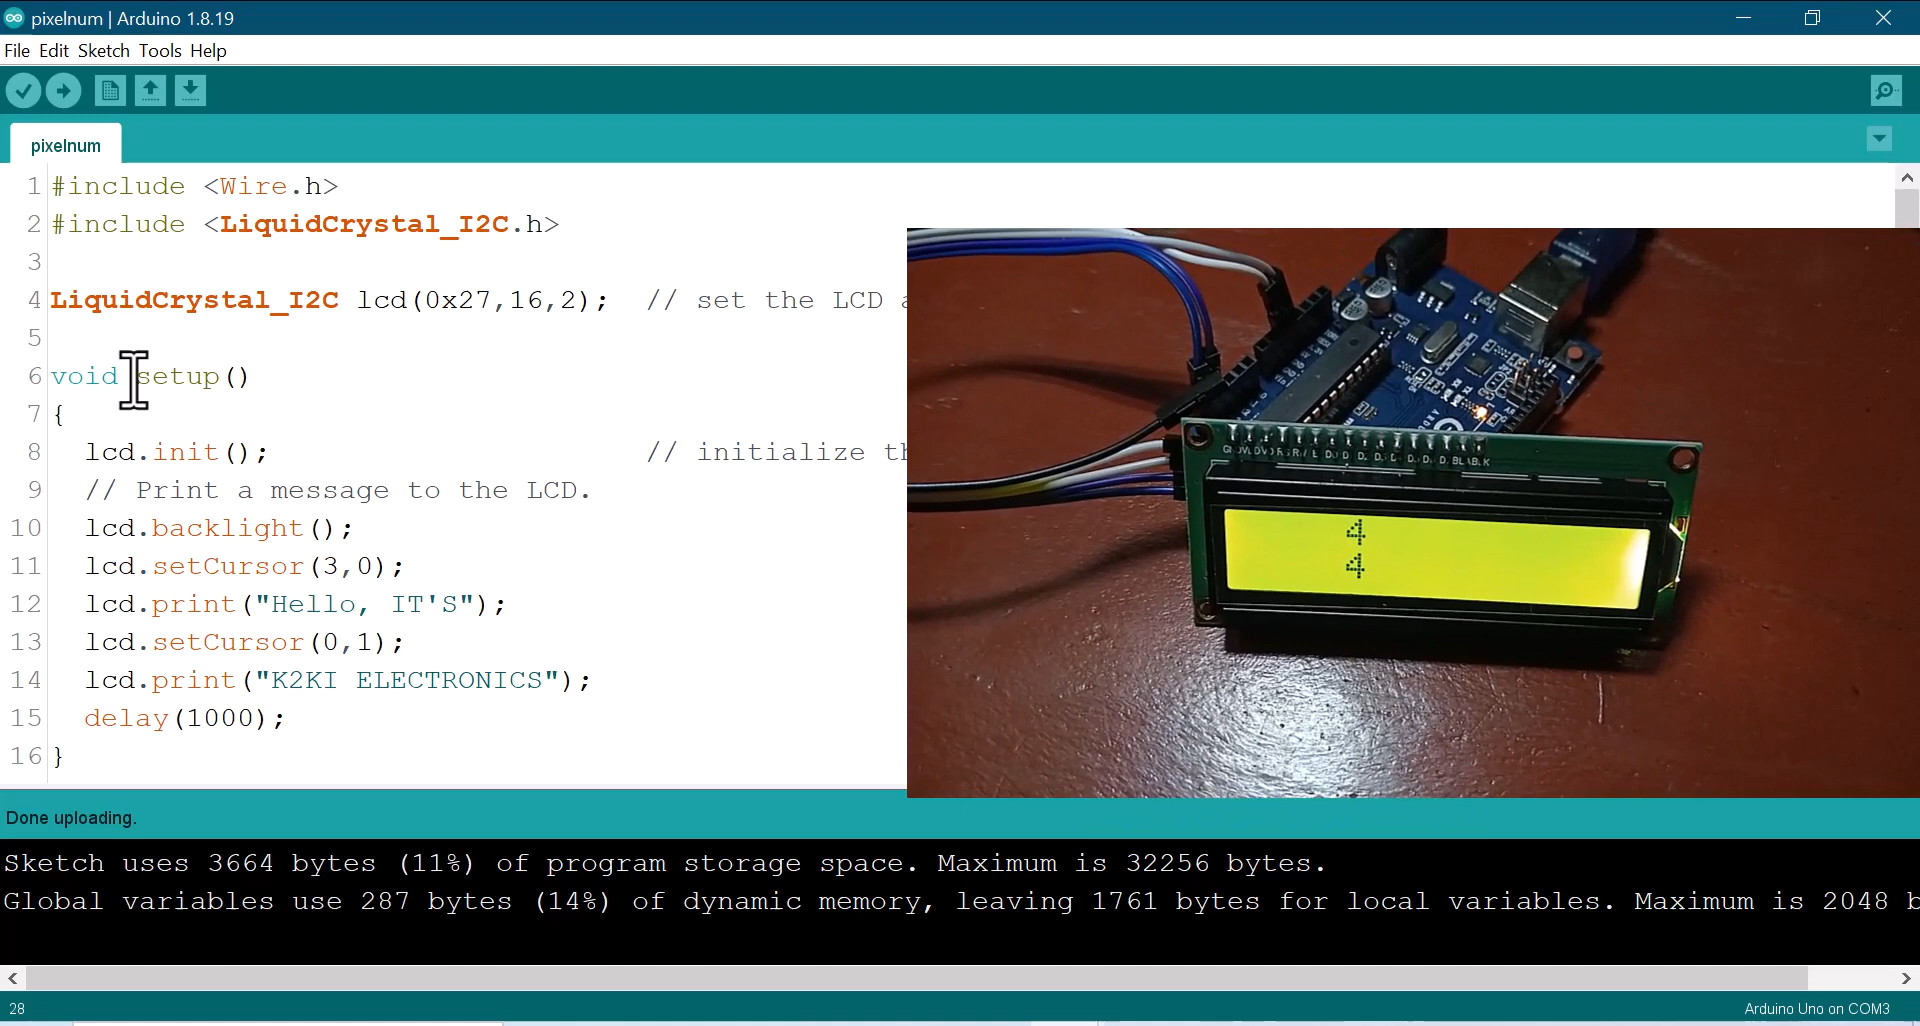 pixelnum | Arduino 1.8.19
File Edit Sketch Tools Help
pixelnum
1 #include <Wire.h>
2 #include <LiquidCrystal_I2C.h>
3
4 LiquidCrystal_I2C lcd(0x27,16,2);  // set the LCD
5
6 void setup()
7 {
8 lcd.init(); // initialize
9 // Print a message to the LCD.
10 lcd.backlight();
11 lcd.setCursor(3,0);
12 lcd.print("Hello, IT'S");
13 lcd.setCursor(0,1);
14 lcd.print("K2KI ELECTRONICS");
15 delay(1000);
16 }
4
4
Done uploading.
Sketch uses 3664 bytes (11%) of program storage space. Maximum is 32256 bytes.
Global variables use 287 bytes (14%) of dynamic memory, leaving 1761 bytes for local variables. Maximum is 2048 b
28
Arduino Uno on COM3